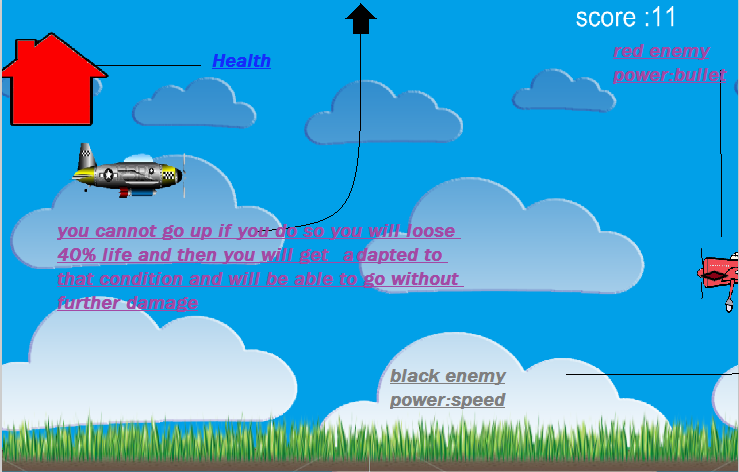 score :11
Health
red enemy
power:bullet
you cannot go up if you do so you will loose
40% life and then you will get adapted to
that condition and will be able to go without
further damage
black enemy
power:speed